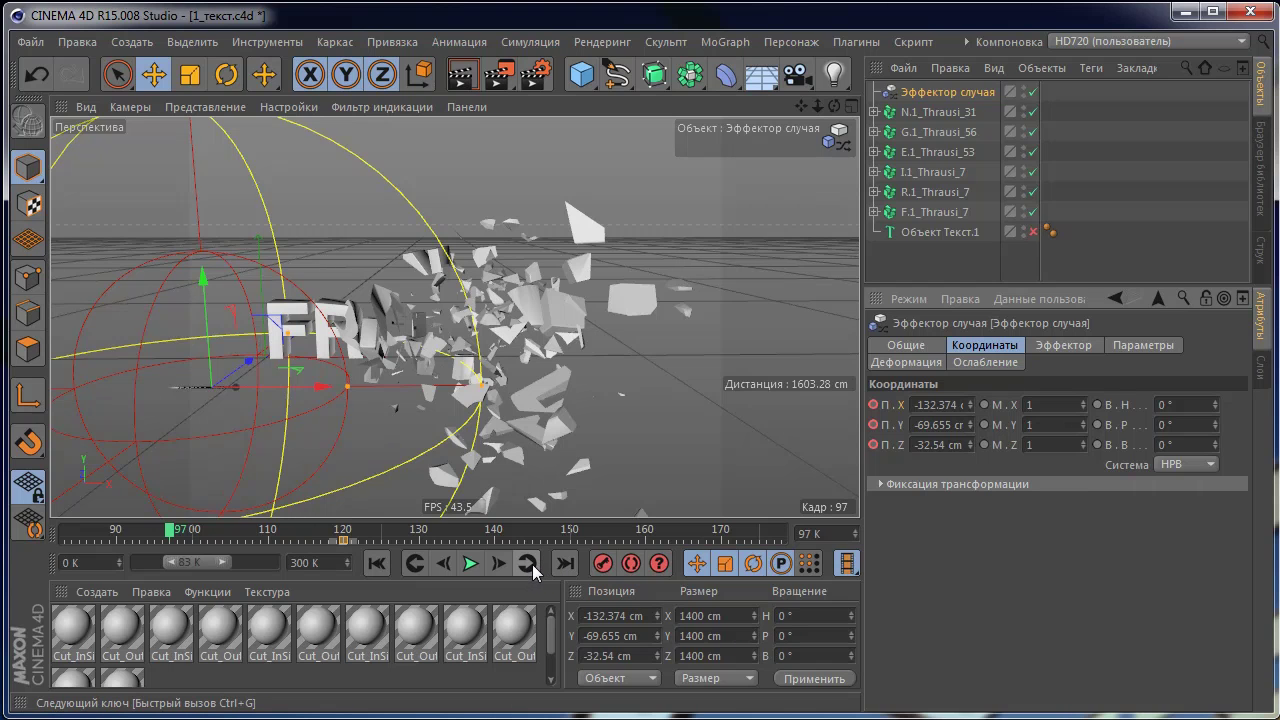 CINEMA 4D R15.008 Studio - [1_текст.c4d *]
Файл Правка Создать Выделить Инструменты Каркас Привязка Анимация Симуляция Рендеринг Скульпт MoGraph Персонаж Плагины Скрипт Компоновка HD720 (пользователь)
X Y Z
Файл Правка Вид Объекты Теги Закладк
Вид Камеры Представление Настройки Фильтр индикации Панели
Перспектива
Объект : Эффектор случая
Эффектор случая
N.1_Thrausi_31
G.1_Thrausi_56
E.1_Thrausi_53
I.1_Thrausi_7
R.1_Thrausi_7
F.1_Thrausi_7
Объект Текст.1
Объекты
Браузер библиотек
Струк
FR
Дистанция : 1603.28 cm
Y
Z X
FPS : 43.5
Кадр : 97
Режим Правка Данные пользов
Эффектор случая [Эффектор случая]
Общие Координаты Эффектор Параметры
Деформация Ослабление
Координаты
П . X -132.374 ( М . X 1 В . Н . . . 0 °
П . Y -69.655 cr М . Y 1 В . Р . . . 0 °
П . Z -32.54 cm М . Z 1 В . В . . . 0 °
Система HPB
Фиксация трансформации
Атрибуты
Слои
90 97 00 110 120 130 140 150 160 170 97 K
0 K 83 K 300 K
P
Создать Правка Функции Текстура
Cut_InSi Cut_Out Cut_InSi Cut_Out Cut_InSi Cut_Out Cut_InSi Cut_Out Cut_InSi Cut_Out
Позиция Размер Вращение
X -132.374 cm X 1400 cm H 0 °
Y -69.655 cm Y 1400 cm P 0 °
Z -32.54 cm Z 1400 cm B 0 °
Объект Размер Применить
MAXON
CINEMA 4D
Следующий ключ [Быстрый вызов Ctrl+G]